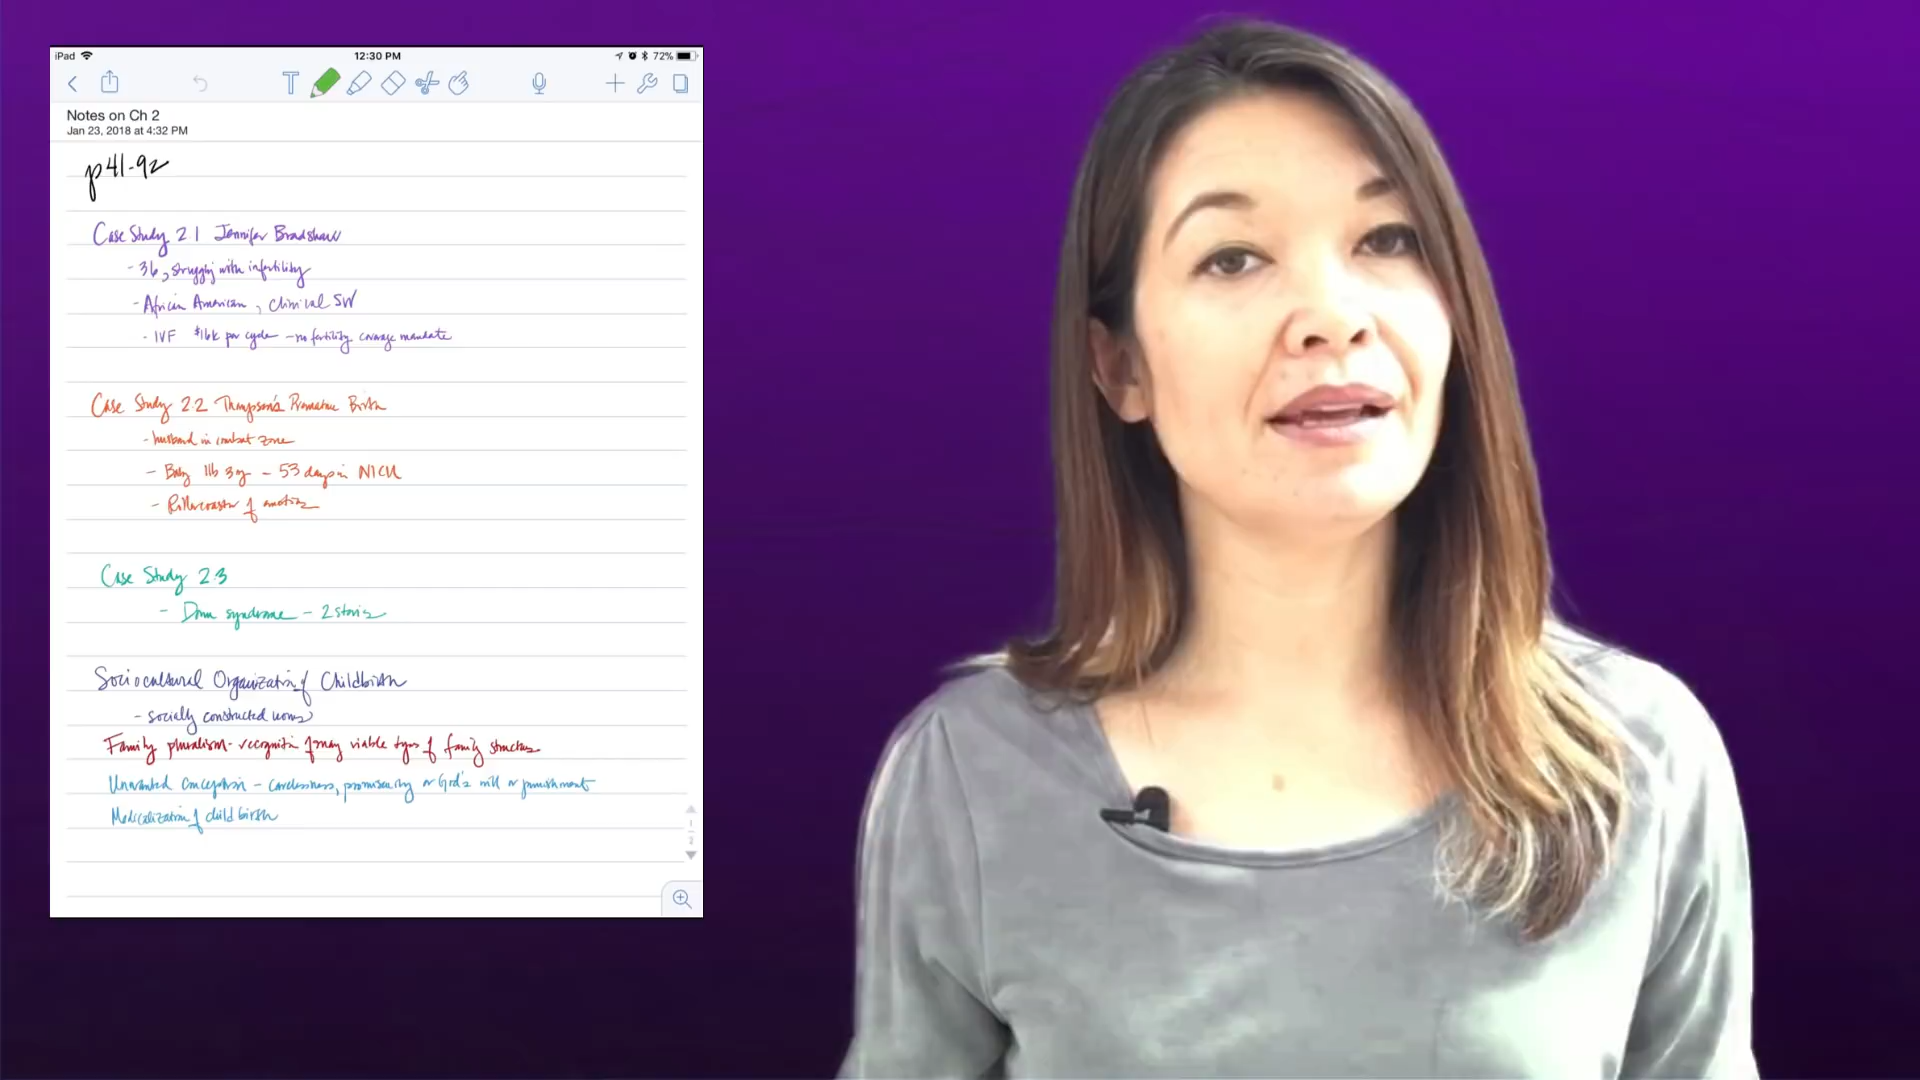 iPad 12:30 PM 72%
T
Notes on Ch 2
Jan 23, 2018 at 4:32 PM
p 41-92
Case Study 2.1 Jennifer Bradshaw
- 36, struggling with infertility
- African American, clinical SW
- IVF $16k per cycle - no fertility coverage mandate
Case Study 2.2 Thompson's Premature Birth
- husband in combat zone
- Baby 1lb 3oz - 53 days in NICU
- Rollercoaster of emotions
Case Study 2.3
- Down syndrome - 2 stories
Sociocultural Organization of Childbirth
- socially constructed norms
Family pluralism - recognition of many viable types of family structures
Unwanted conception - carelessness, promiscuity or God's will or punishment
Medicalization of childbirth
1
2